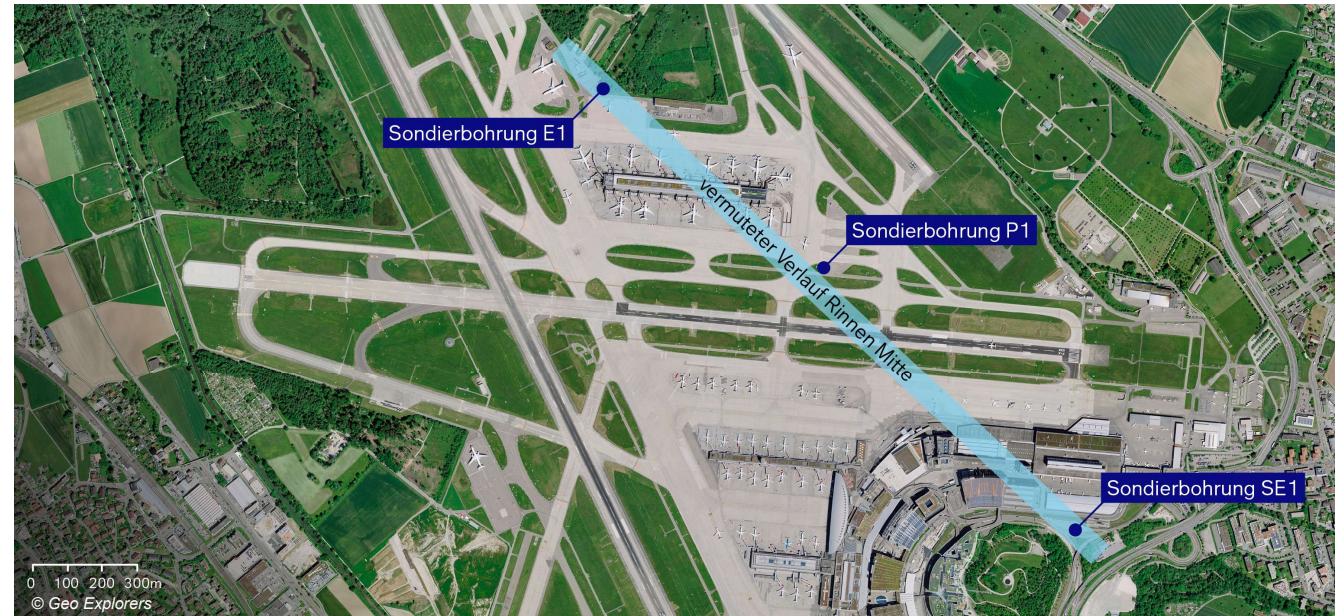 Sondierbohrung E1
vermuteter Verlauf Rinnen Mitte
Sondierbohrung P1
Sondierbohrung SE1
0 100 200 300m
© Geo Explorers